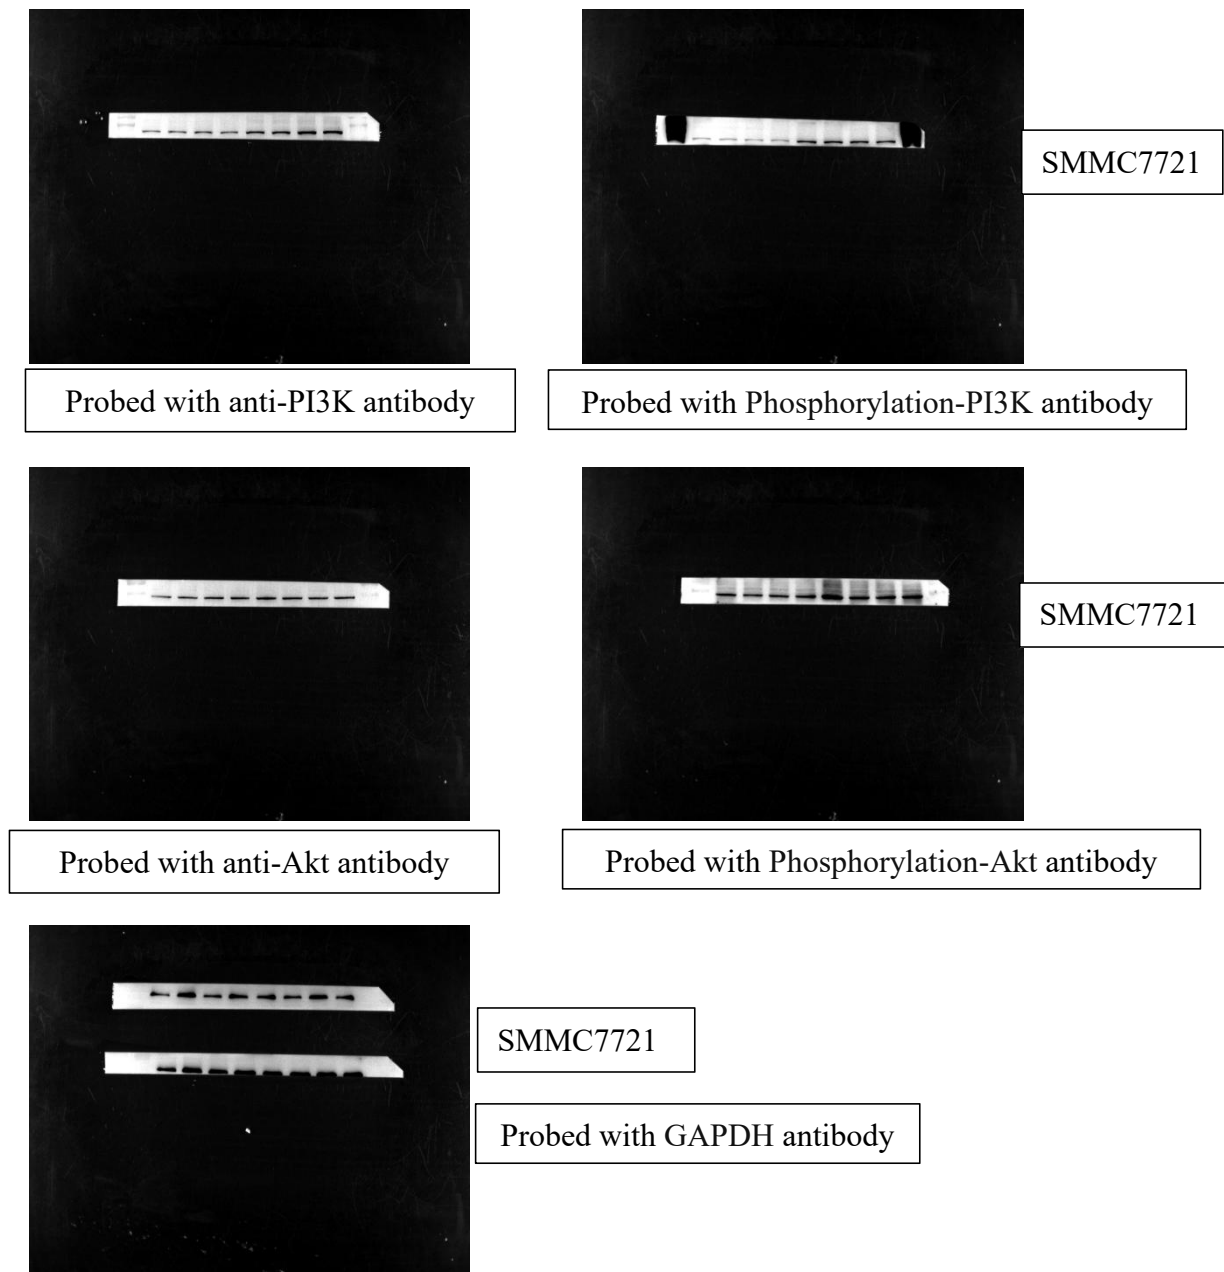 SMMC7721
Probed with anti-PI3K antibody
Probed with Phosphorylation-PI3K antibody
SMMC7721
Probed with anti-Akt antibody
Probed with Phosphorylation-Akt antibody
SMMC7721
Probed with GAPDH antibody